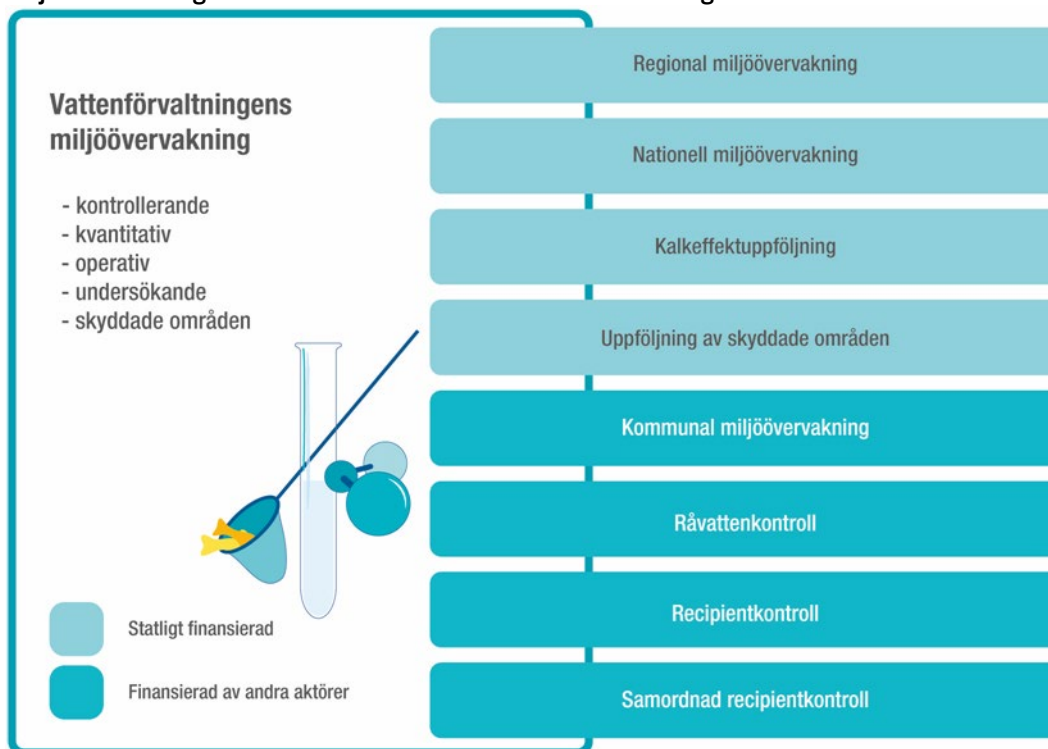 Vattenförvaltningens
miljöövervakning
- kontrollerande
- kvantitativ
- operativ
- undersökande
- skyddade områden
Statligt finansierad
Finansierad av andra aktörer
Regional miljöövervakning
Nationell miljöövervakning
Kalkeffektuppföljning
Uppföljning av skyddade områden
Kommunal miljöövervakning
Råvattenkontroll
Recipientkontroll
Samordnad recipientkontroll